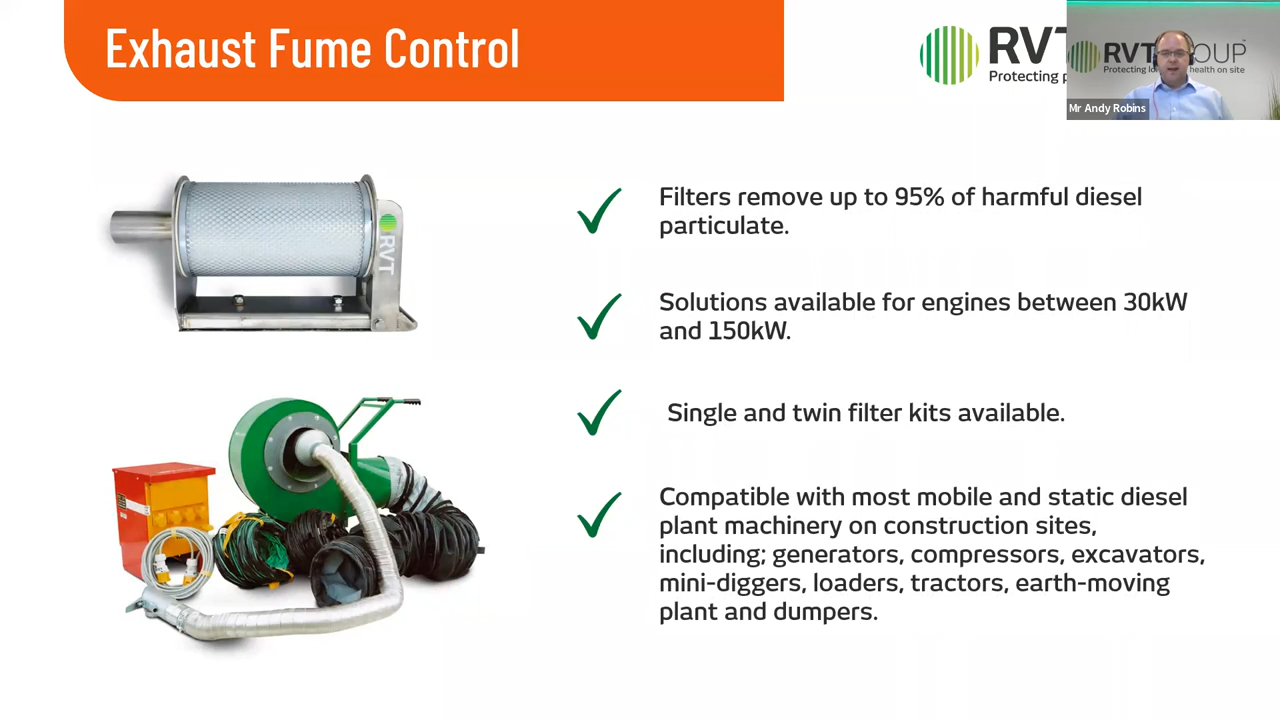 Exhaust Fume Control
RVT
Protecting
RVT GROUP
Protecting health on site
Mr Andy Robins
RVT
Filters remove up to 95% of harmful diesel
particulate.
Solutions available for engines between 30kW
and 150kW.
Single and twin filter kits available.
Compatible with most mobile and static diesel
plant machinery on construction sites,
including; generators, compressors, excavators,
mini-diggers, loaders, tractors, earth-moving
plant and dumpers.